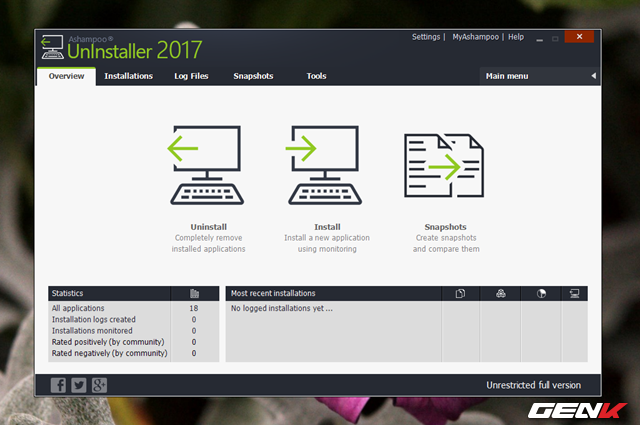 Ashampoo®
UnInstaller 2017
Settings | MyAshampoo | Help
Overview Installations Log Files Snapshots Tools Main menu
Uninstall
Completely remove
installed applications
Install
Install a new application
using monitoring
Snapshots
Create snapshots
and compare them
Statistics
All applications 18
Installation logs created 0
Installations monitored 0
Rated positively (by community) 0
Rated negatively (by community) 0
Most recent installations
No logged installations yet ...
Unrestricted full version
GENK